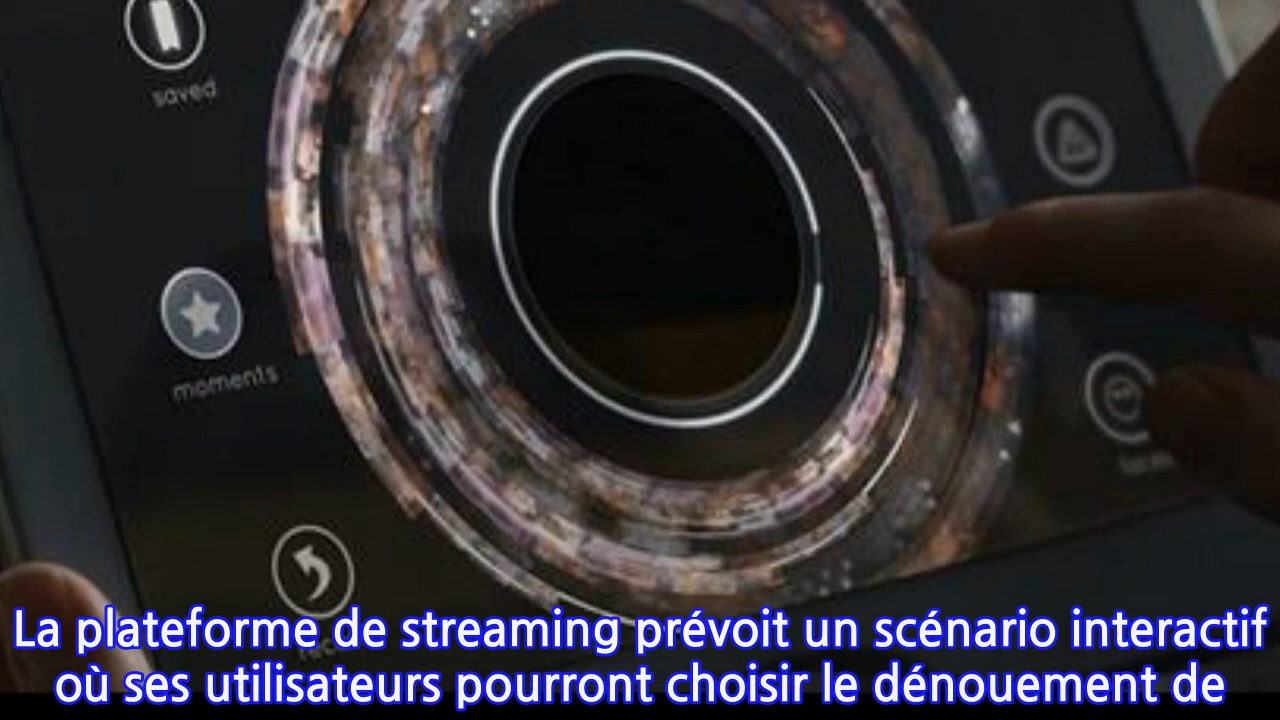 saved
moments
La plateforme de streaming prévoit un scénario interactif
où ses utilisateurs pourront choisir le dénouement de